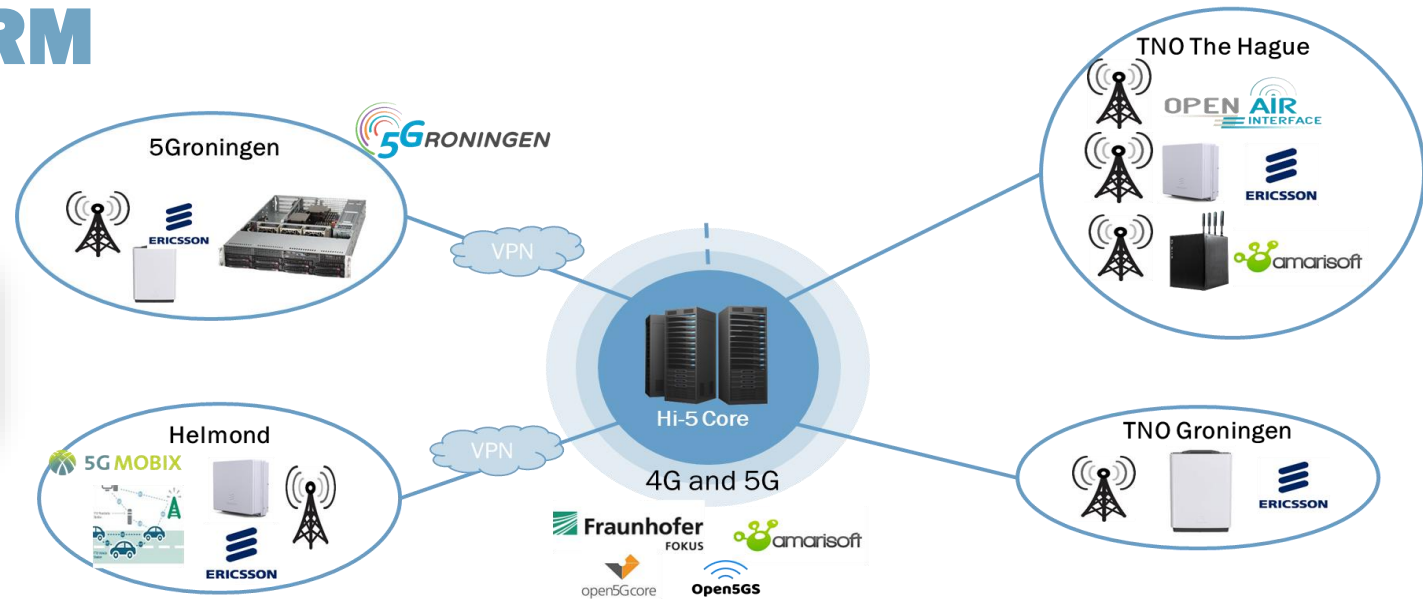 RM
5Groningen
5GRONINGEN
ERICSSON
VPN
TNO The Hague
OPEN AIR
INTERFACE
ERICSSON
amarisoft
Hi-5 Core
4G and 5G
Fraunhofer
FOKUS
amarisoft
open5Gcore
Open5GS
Helmond
5G MOBIX
ERICSSON
VPN
TNO Groningen
ERICSSON